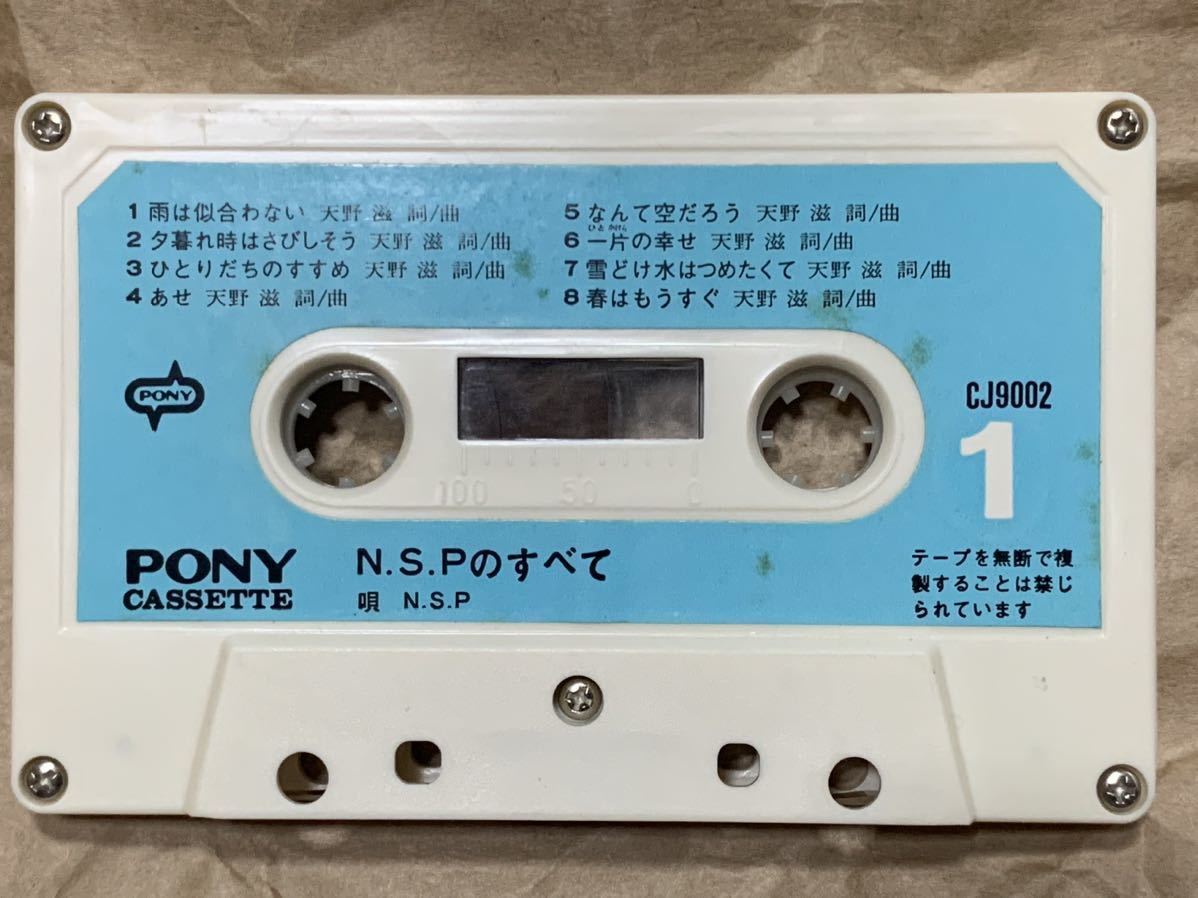 1 雨は似合わない 天野 滋 詞/曲
2 夕暮れ時はさびしそう 天野 滋 詞/曲
3 ひとりだちのすすめ 天野 滋 詞/曲
4 あせ 天野 滋 詞/曲
5 なんて空だろう 天野 滋 詞/曲
ひと かけら
6 一片の幸せ 天野 滋 詞/曲
7 雪どけ水はつめたくて 天野 滋 詞/曲
8 春はもうすぐ 天野 滋 詞/曲
PONY
CJ9002
1
100 50 0
PONY
CASSETTE
N.S.Pのすべて
唄 N.S.P
テープを無断で複
製することは禁じ
られています